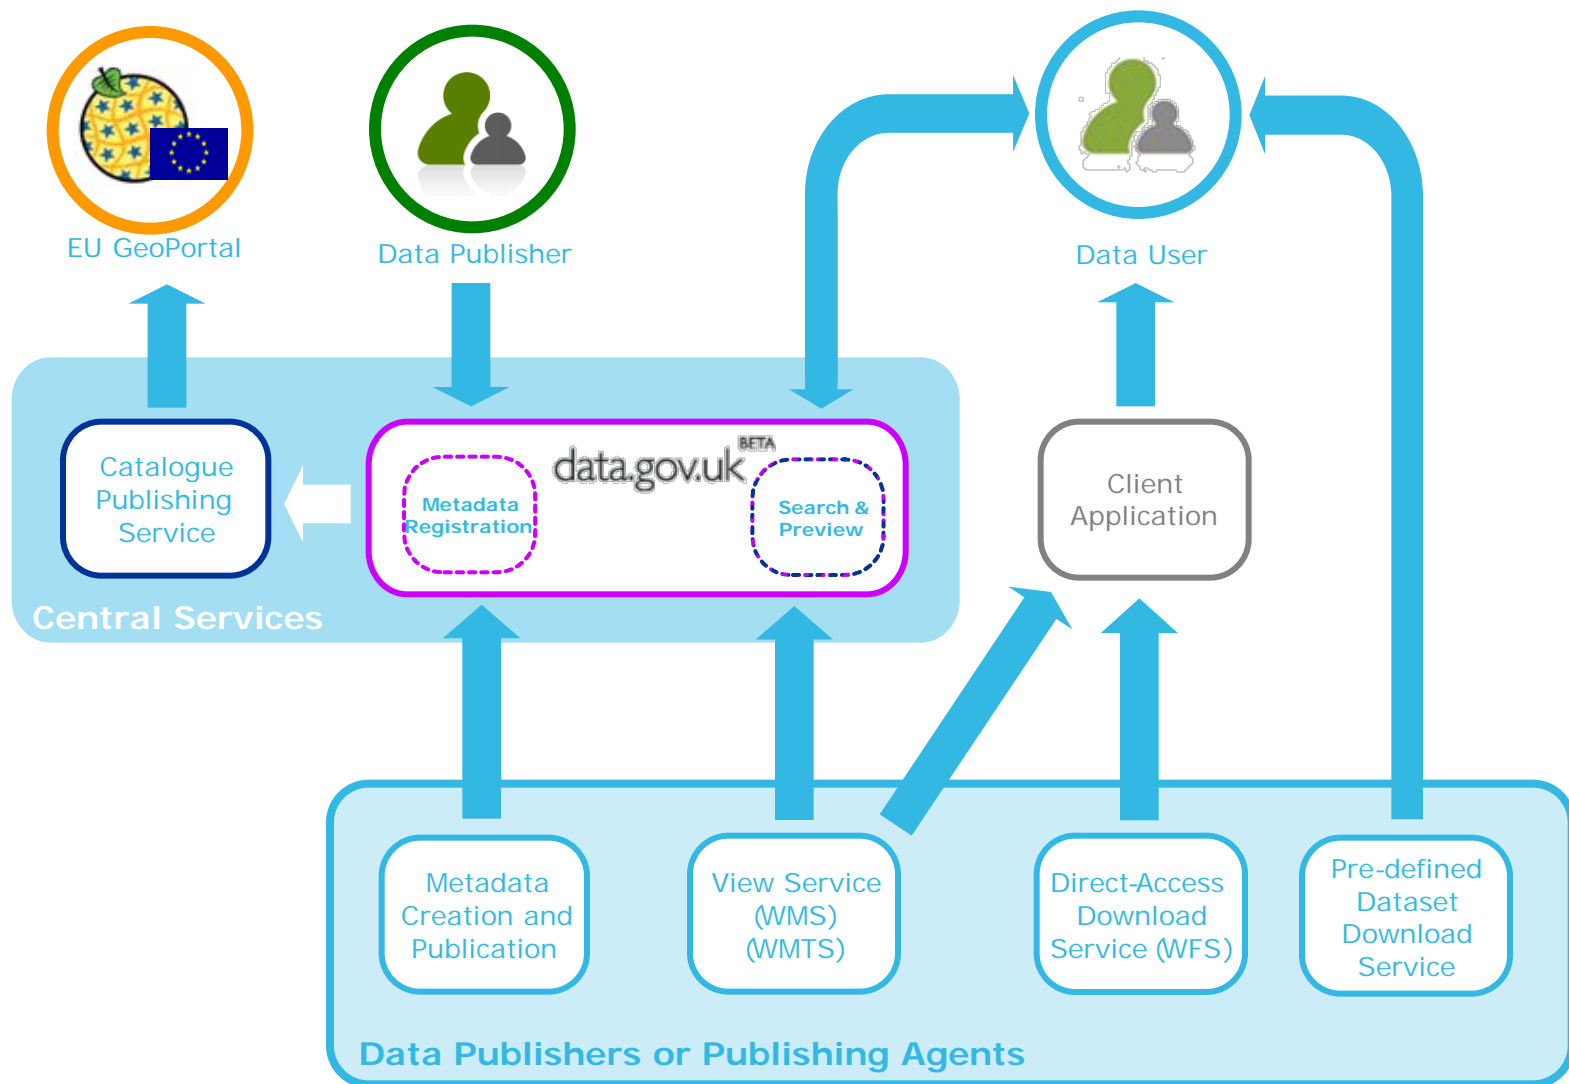 EU GeoPortal
Data Publisher
Data User
Catalogue
Publishing
Service
data.gov.uk BETA
Metadata
Registration
Search &
Preview
Client
Application
Central Services
Metadata
Creation and
Publication
View Service
(WMS)
(WMTS)
Direct-Access
Download
Service (WFS)
Pre-defined
Dataset
Download
Service
Data Publishers or Publishing Agents